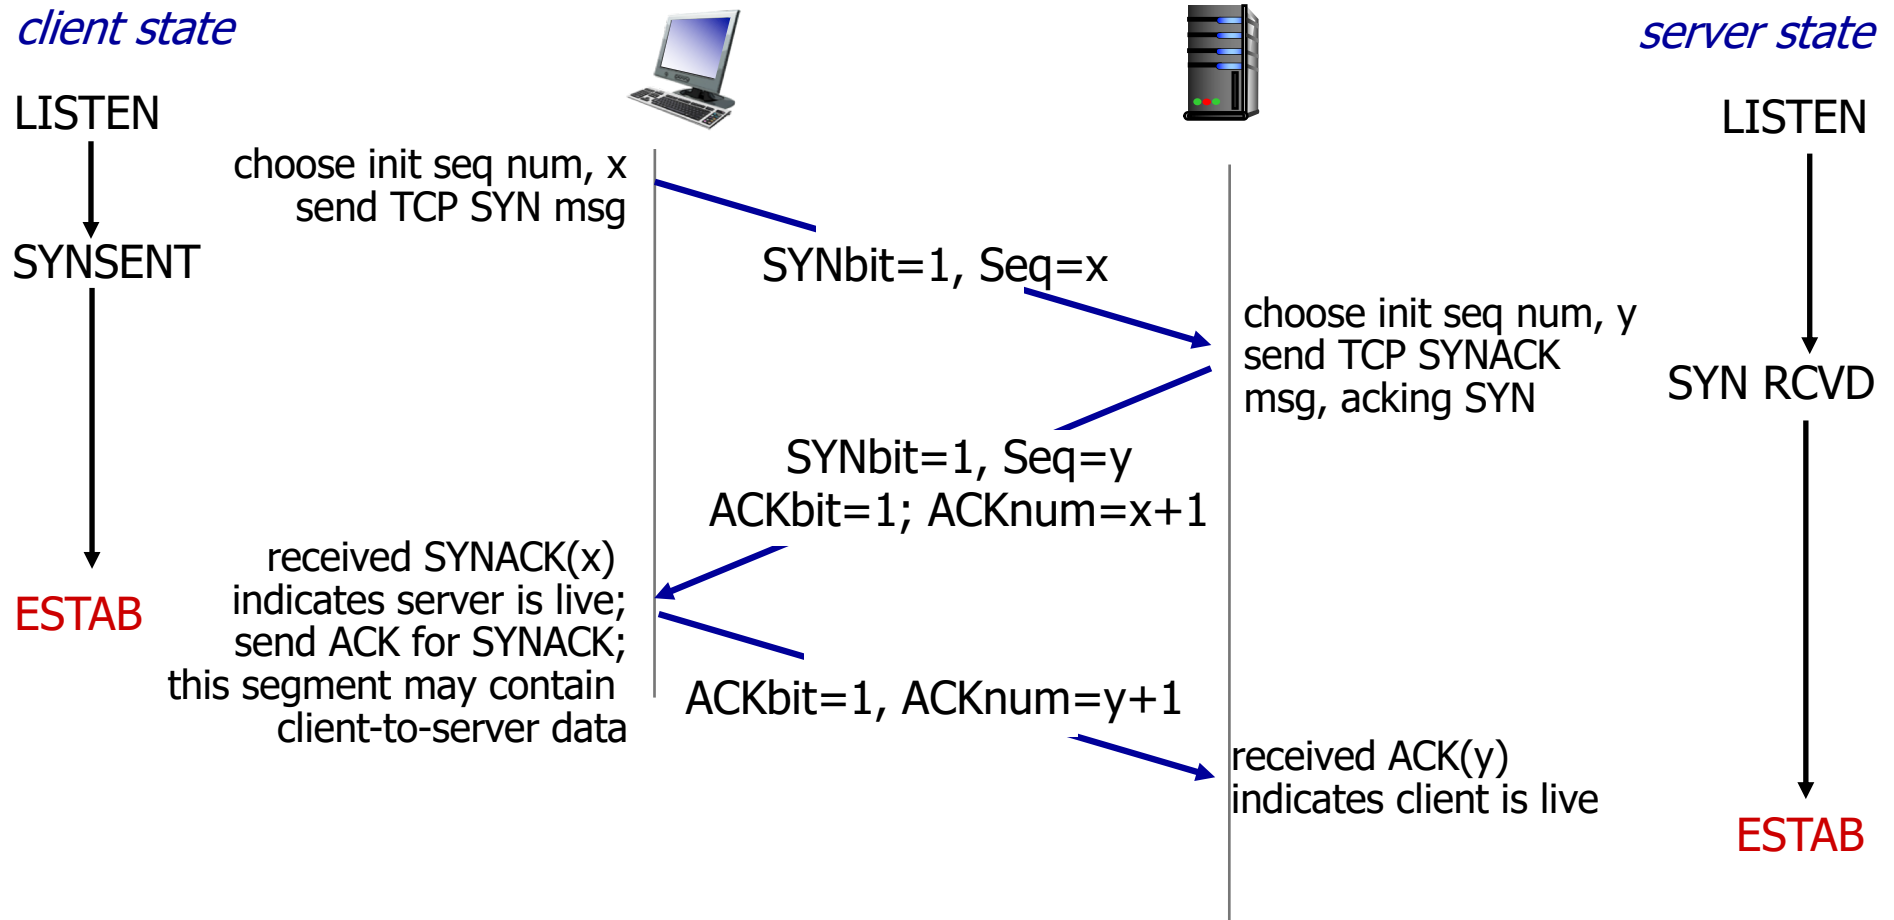 client state
server state
LISTEN
LISTEN
choose init seq num, x
send TCP SYN msg
SYNSENT
SYNbit=1, Seq=x
choose init seq num, y
send TCP SYNACK
msg, acking SYN
SYN RCVD
SYNbit=1, Seq=y
ACKbit=1; ACKnum=x+1
received SYNACK(x)
indicates server is live;
send ACK for SYNACK;
this segment may contain
client-to-server data
ESTAB
ACKbit=1, ACKnum=y+1
received ACK(y)
indicates client is live
ESTAB